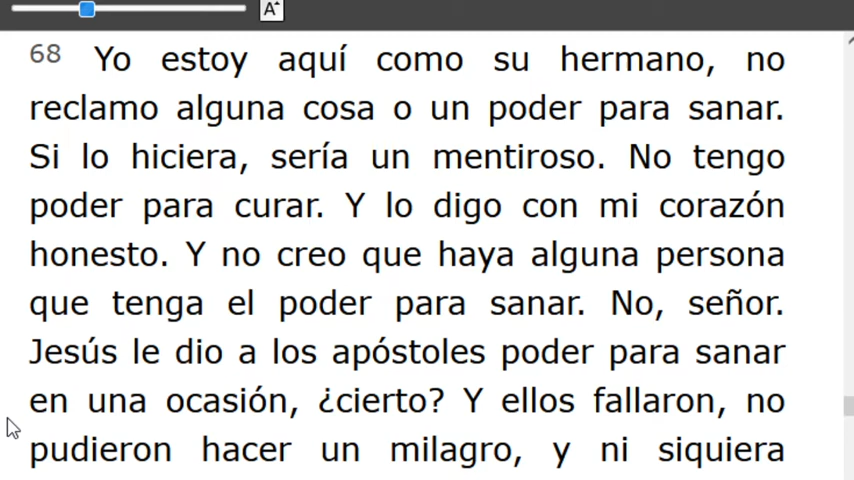 A
68 Yo estoy aquí como su hermano, no
reclamo alguna cosa o un poder para sanar.
Si lo hiciera, sería un mentiroso. No tengo
poder para curar. Y lo digo con mi corazón
honesto. Y no creo que haya alguna persona
que tenga el poder para sanar. No, señor.
Jesús le dio a los apóstoles poder para sanar
en una ocasión, ¿cierto? Y ellos fallaron, no
pudieron hacer un milagro, y ni siquiera